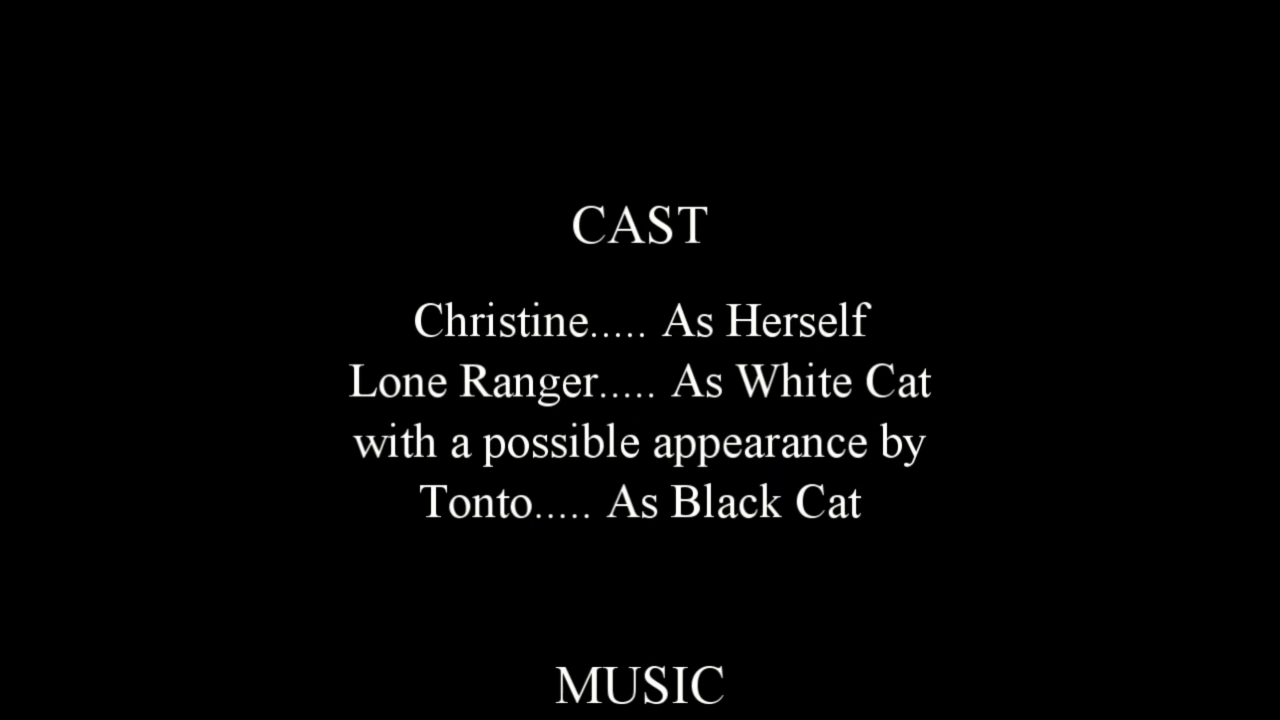 CAST
Christine..... As Herself
Lone Ranger..... As White Cat
with a possible appearance by
Tonto..... As Black Cat
MUSIC